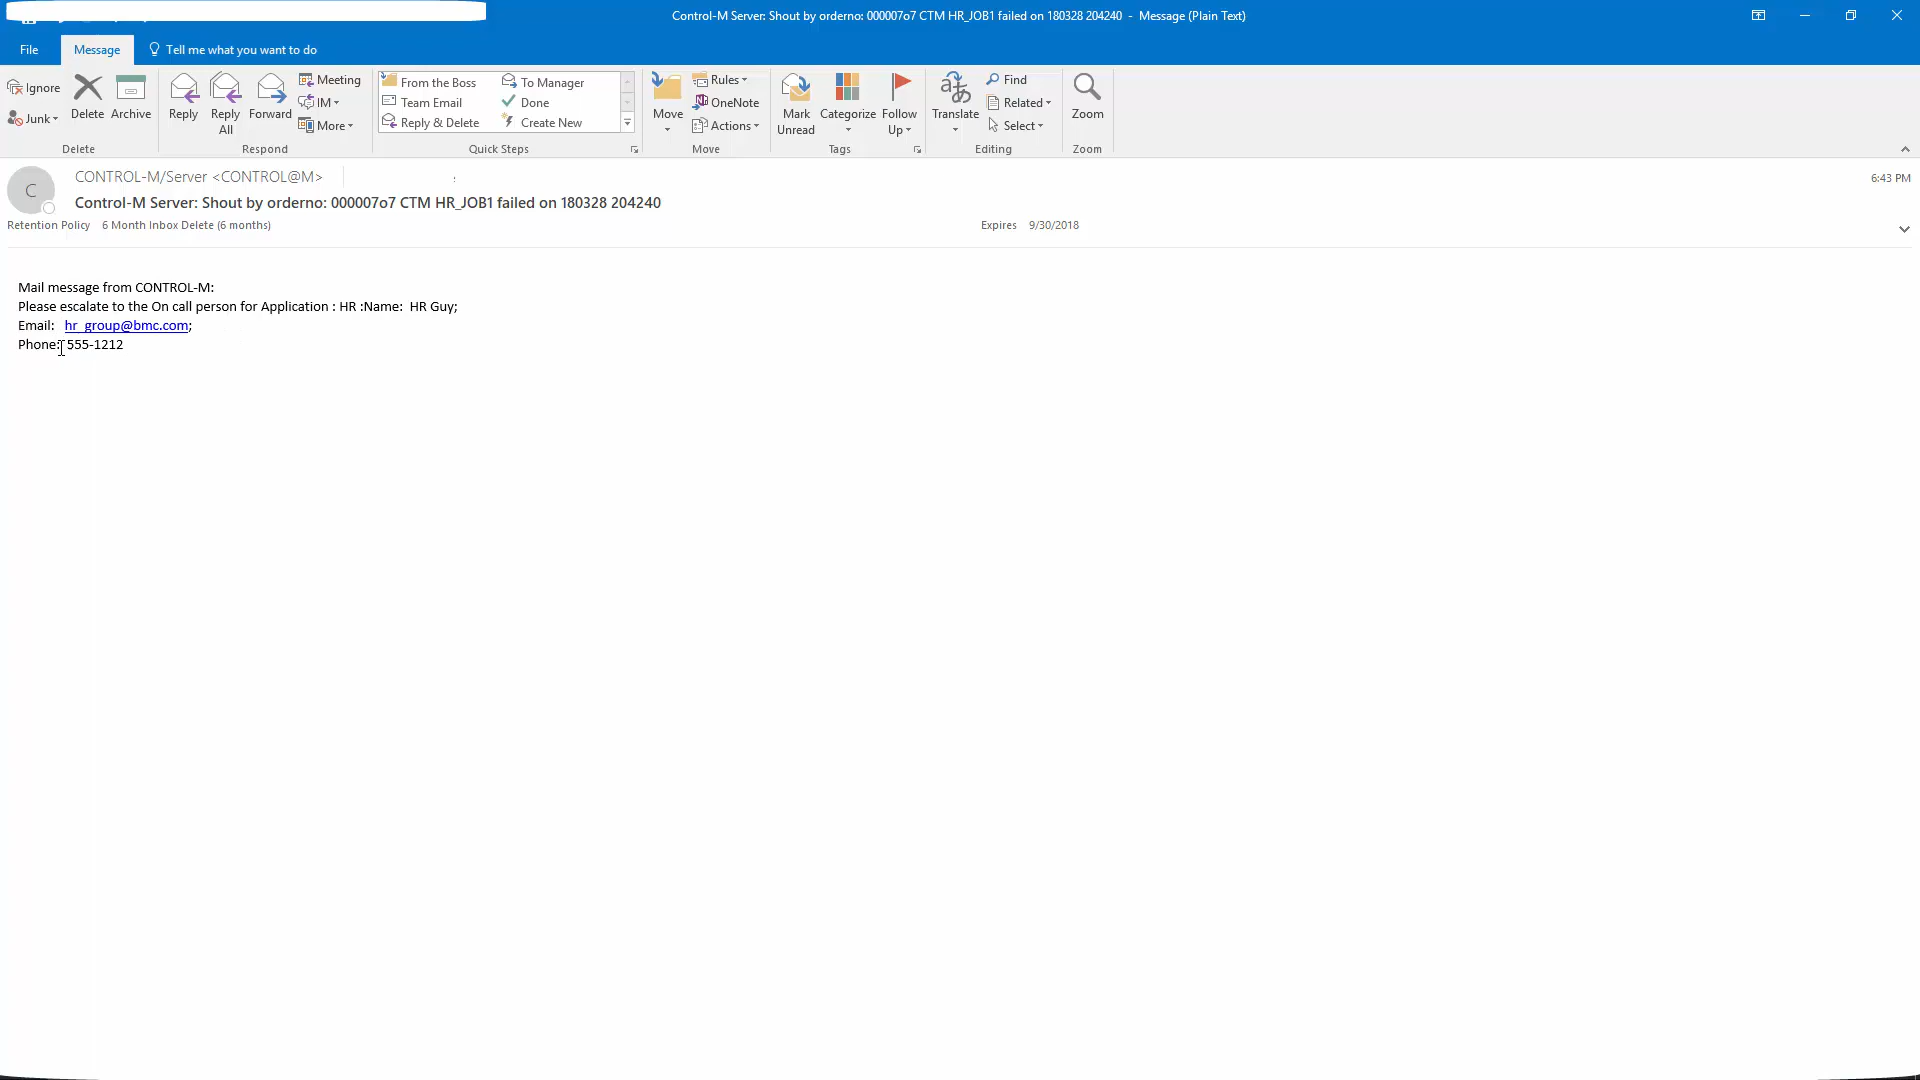 Control-M Server: Shout by orderno: 000007o7 CTM HR_JOB1 failed on 180328 204240 - Message (Plain Text)
File Message Tell me what you want to do
Ignore
Junk
Delete
Archive
Delete
Reply
Reply All
Forward
Meeting
IM
More
Respond
From the Boss
To Manager
Team Email
Done
Reply & Delete
Create New
Quick Steps
Move
Rules
OneNote
Actions
Move
Mark Unread
Categorize
Follow Up
Tags
Translate
Find
Related
Select
Editing
Zoom
Zoom
C
CONTROL-M/Server <CONTROL@M>
6:43 PM
Control-M Server: Shout by orderno: 000007o7 CTM HR_JOB1 failed on 180328 204240
Retention Policy 6 Month Inbox Delete (6 months)
Expires 9/30/2018
Mail message from CONTROL-M:
Please escalate to the On call person for Application : HR :Name: HR Guy;
Email: hr_group@bmc.com;
Phone: 555-1212